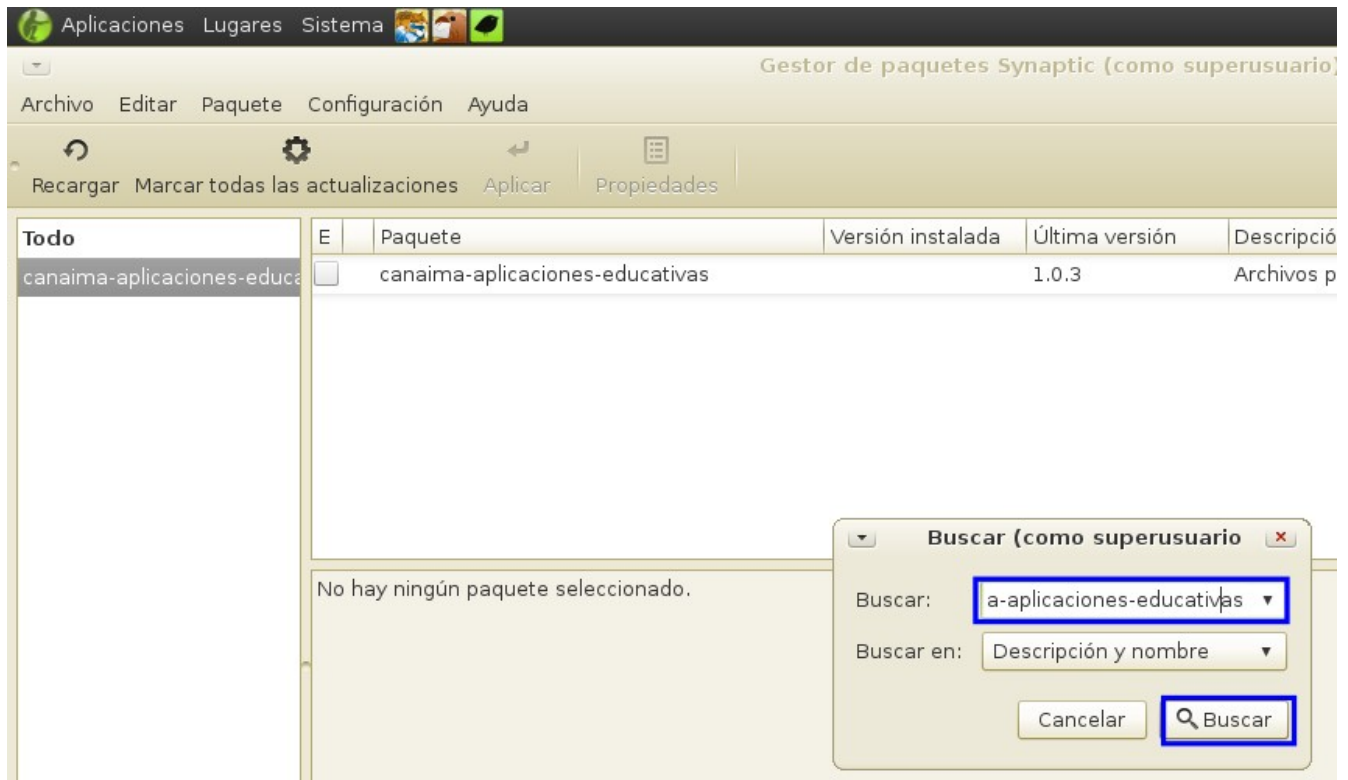 Aplicaciones Lugares Sistema
Gestor de paquetes Synaptic (como superusuario)
Archivo Editar Paquete Configuración Ayuda
Recargar Marcar todas las actualizaciones Aplicar Propiedades
Todo
canaima-aplicaciones-educa
E Paquete Versión instalada Última versión Descripció
canaima-aplicaciones-educativas 1.0.3 Archivos p
No hay ningún paquete seleccionado.
Buscar (como superusuario
Buscar: a-aplicaciones-educativas
Buscar en: Descripción y nombre
Cancelar Buscar